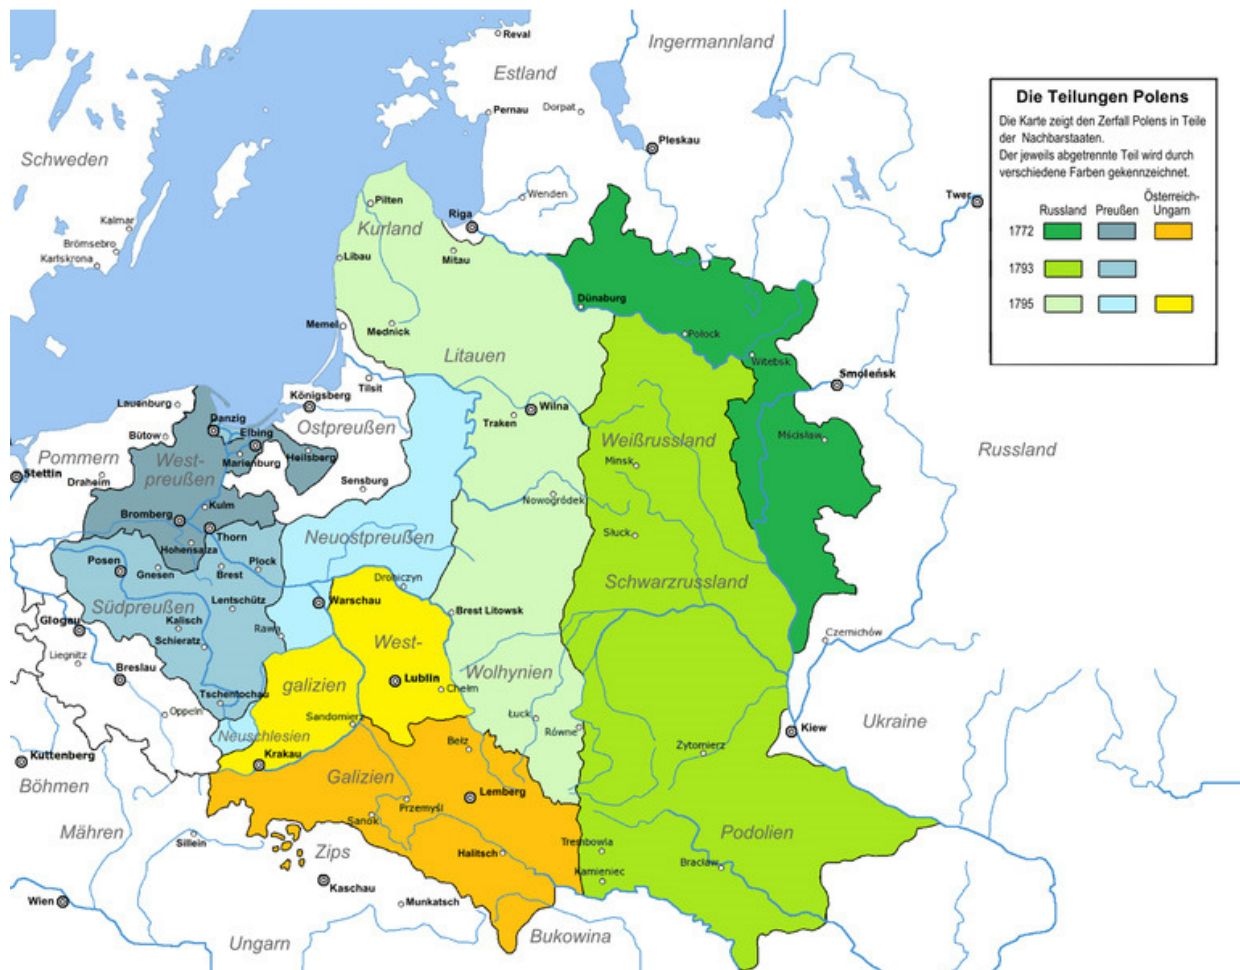 Reval
Ingermannland
Estland
Pernau
Dorpat
Pleskau
Schweden
Die Teilungen Polens
Die Karte zeigt den Zerfall Polens in Teile
der Nachbarstaaten.
Der jeweils abgetrennte Teil wird durch
verschiedene Farben gekennzeichnet.
Russland Preußen Österreich-
Ungarn
1772
1793
1795
Twer
Wenden
Pilten
Riga
Kurland
Kalmar
Brömsebro
Karlskrona
Libau
Mitau
Dünaburg
Memel
Mednick
Polock
Litauen
Witebsk
Smoleńsk
Tilsit
Königsberg
Lauenburg
Wilna
Traken
Danzig
Ostpreußen
Bütow
Elbing
Weißrussland
Mścisław
Russland
Pommern
West-
preußen
Marienburg
Heilsberg
Minsk
Stettin
Draheim
Sensburg
Nowogródek
Kulm
Bromberg
Thorn
Neuostpreußen
Słuck
Hohensalza
Posen
Gnesen
Brest
Plock
Droniczyn
Schwarzrussland
Südpreußen
Lentschütz
Warschau
Brest Litowsk
Glogau
Kalisch
Rawa
Schieratz
West-
Czernichów
Liegnitz
Breslau
galizien
Lublin
Wolhynien
Chełm
Tschentochau
Oppeln
Sandomierz
Łuck
Ukraine
Neuschlesien
Równe
Kiew
Bełz
Żytomierz
Kuttenberg
Krakau
Böhmen
Galizien
Lemberg
Przemyśl
Sanok
Mähren
Sillein
Zips
Halitsch
Trembowla
Podolien
Kamieniec
Bracław
Kaschau
Wien
Munkatsch
Ungarn
Bukowina